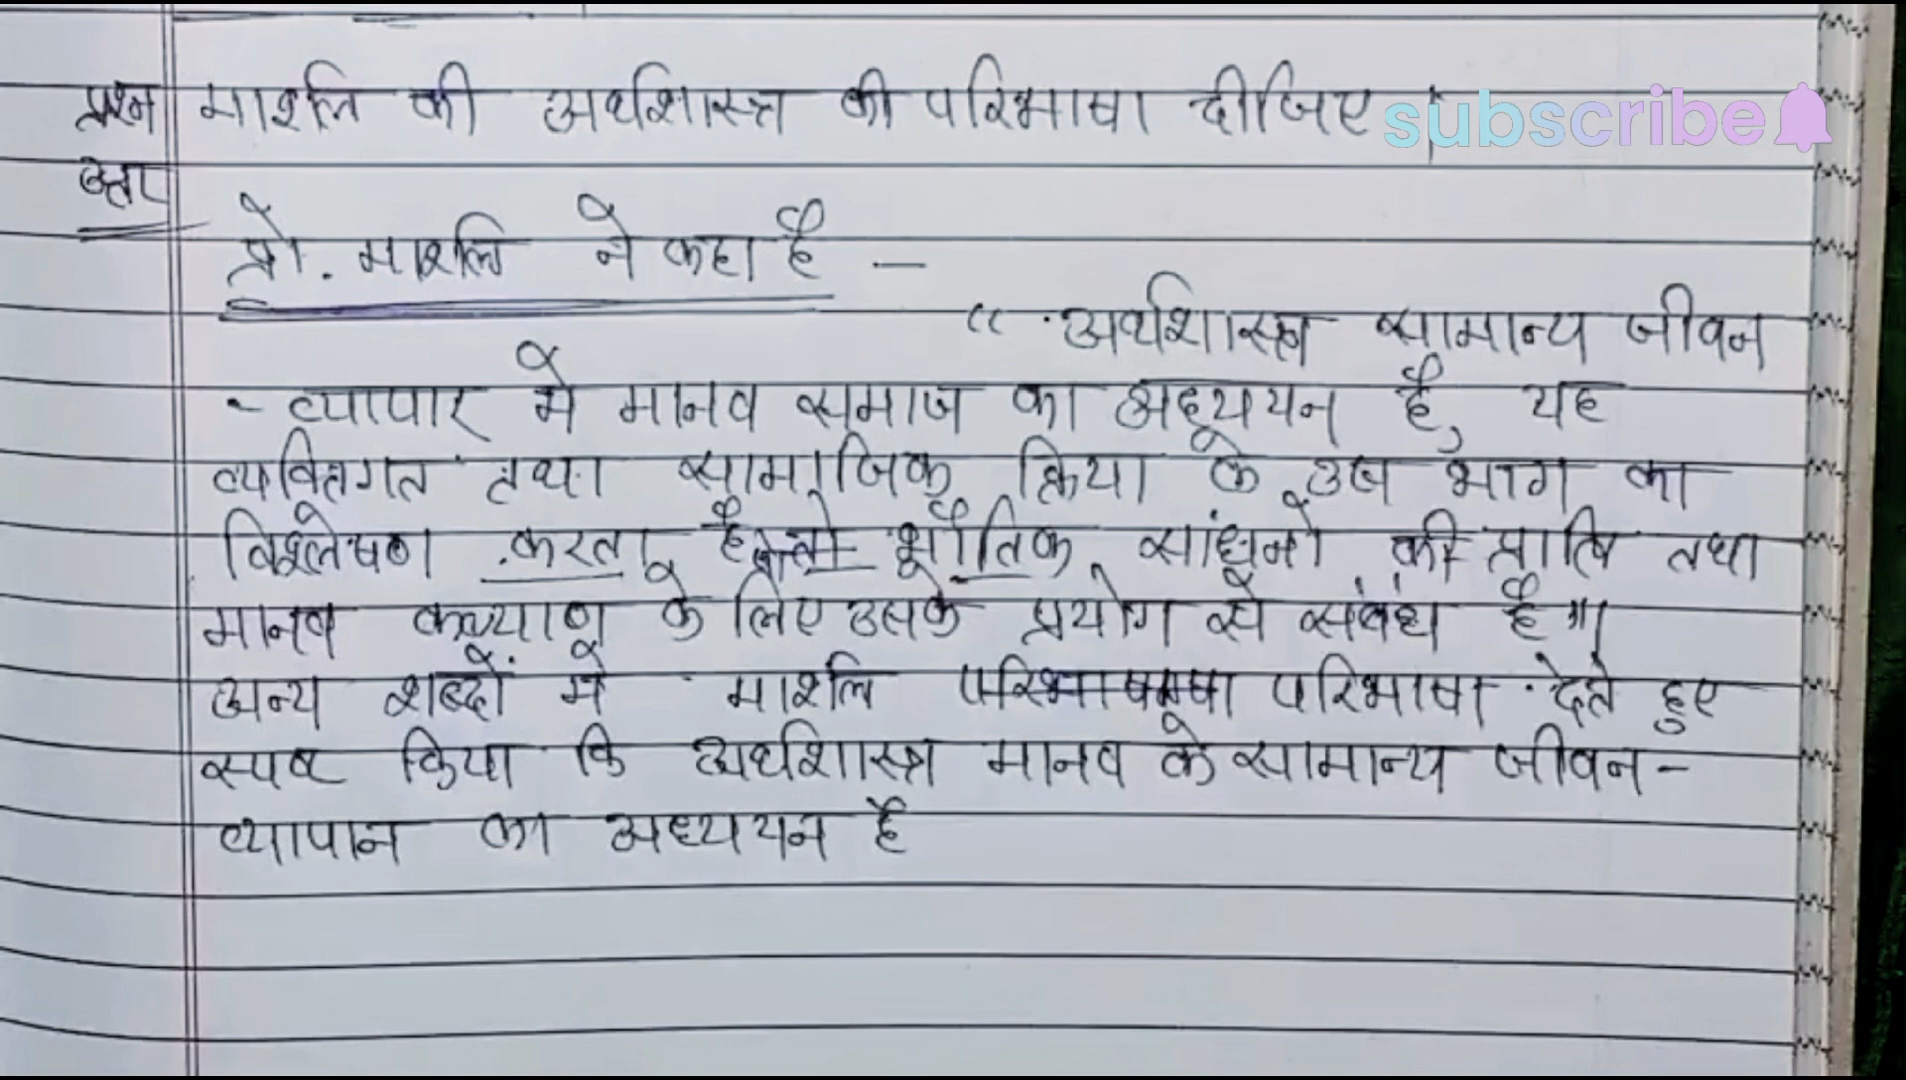 प्रश्न मार्शल की अर्थशास्त्र की परिभाषा दीजिए।
subscribe
उत्तर
प्रो. मार्शल ने कहा है —
" अर्थशास्त्र सामान्य जीवन
- व्यापार मे मानव समाज का अध्ययन है, यह
व्यक्तिगत तथा सामाजिक क्रिया के उस भाग का
विश्लेषण करता है, भौतिक साधनो की प्राप्ति तथा
मानव कल्याण के लिए उसके प्रयोग से संबंध है"।
अन्य शब्दों मे मार्शल परिभाषा देते हुए
स्पष्ट किया कि अर्थशास्त्र मानव के सामान्य जीवन -
व्यापान का अध्ययन है